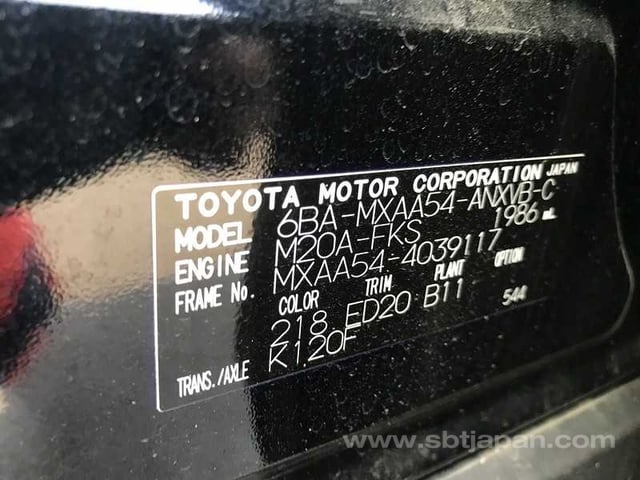 TOYOTA MOTOR CORPORATION JAPAN
MODEL 6BA-MXAA54-ANXVB-C
ENGINE M20A-FKS 1986 mL
FRAME No. MXAA54-4039117
COLOR TRIM PLANT OPTION
218 ED20 B11 544
TRANS./AXLE K120F
www.sbtjapan.com